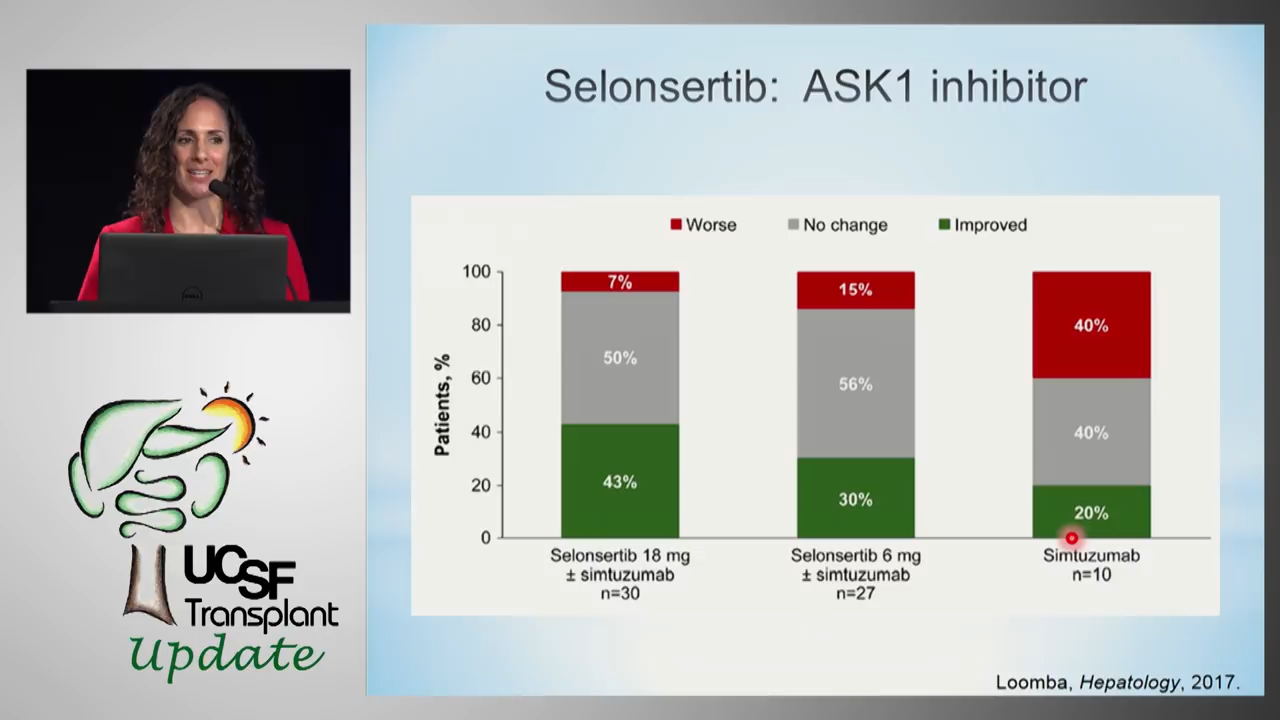 Selonsertib: ASK1 inhibitor
Worse
No change
Improved
Patients, %
100
80
60
40
20
0
7%
50%
43%
15%
56%
30%
40%
40%
20%
Selonsertib 18 mg
± simtuzumab
n=30
Selonsertib 6 mg
± simtuzumab
n=27
Simtuzumab
n=10
Loomba, Hepatology, 2017.
DELL
UCSF
Transplant
Update